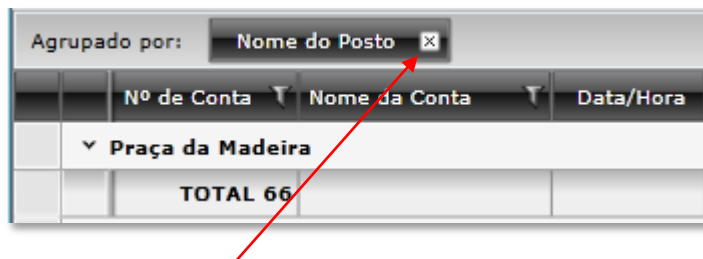 Agrupado por: Nome do Posto
Nº de Conta Nome da Conta Data/Hora
Praça da Madeira
TOTAL 66